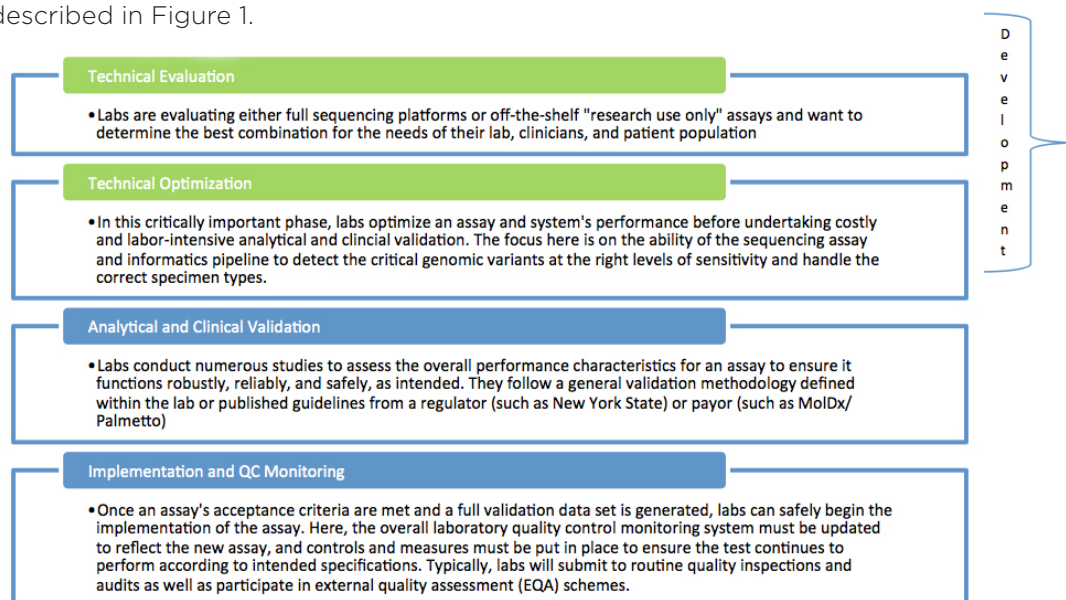 described in Figure 1.
Technical Evaluation
•Labs are evaluating either full sequencing platforms or off-the-shelf "research use only" assays and want to
determine the best combination for the needs of their lab, clinicians, and patient population
Technical Optimization
•In this critically important phase, labs optimize an assay and system's performance before undertaking costly
and labor-intensive analytical and clincial validation. The focus here is on the ability of the sequencing assay
and informatics pipeline to detect the critical genomic variants at the right levels of sensitivity and handle the
correct specimen types.
Analytical and Clinical Validation
•Labs conduct numerous studies to assess the overall performance characteristics for an assay to ensure it
functions robustly, reliably, and safely, as intended. They follow a general validation methodology defined
within the lab or published guidelines from a regulator (such as New York State) or payor (such as MolDx/
Palmetto)
Implementation and QC Monitoring
•Once an assay's acceptance criteria are met and a full validation data set is generated, labs can safely begin the
implementation of the assay. Here, the overall laboratory quality control monitoring system must be updated
to reflect the new assay, and controls and measures must be put in place to ensure the test continues to
perform according to intended specifications. Typically, labs will submit to routine quality inspections and
audits as well as participate in external quality assessment (EQA) schemes.
Development